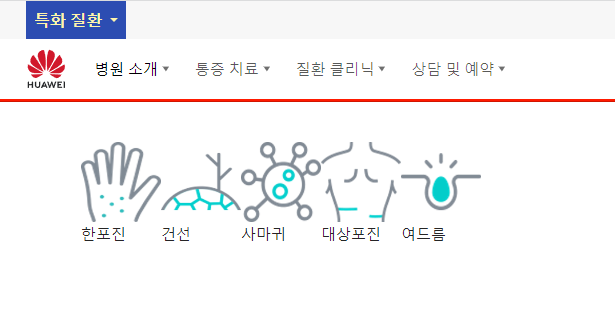 특화 질환
HUAWEI
병원 소개
통증 치료
질환 클리닉
상담 및 예약
한포진
건선
사마귀
대상포진
여드름